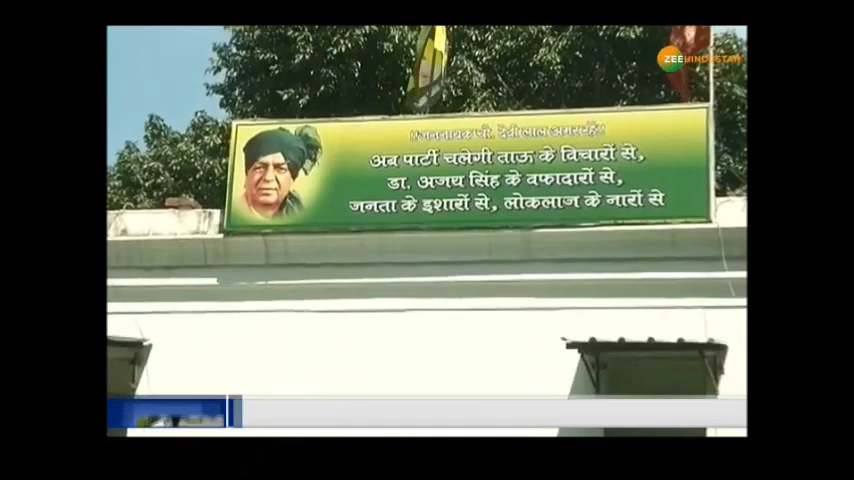 ZEE HINDUSTAN
!!जननायक चौ. देवी लाल अमर रहें!!
अब पार्टी चलेगी ताऊ के विचारों से,
डा. अजय सिंह के वफादारों से,
जनता के इशारों से, लोकलाज के नारों से